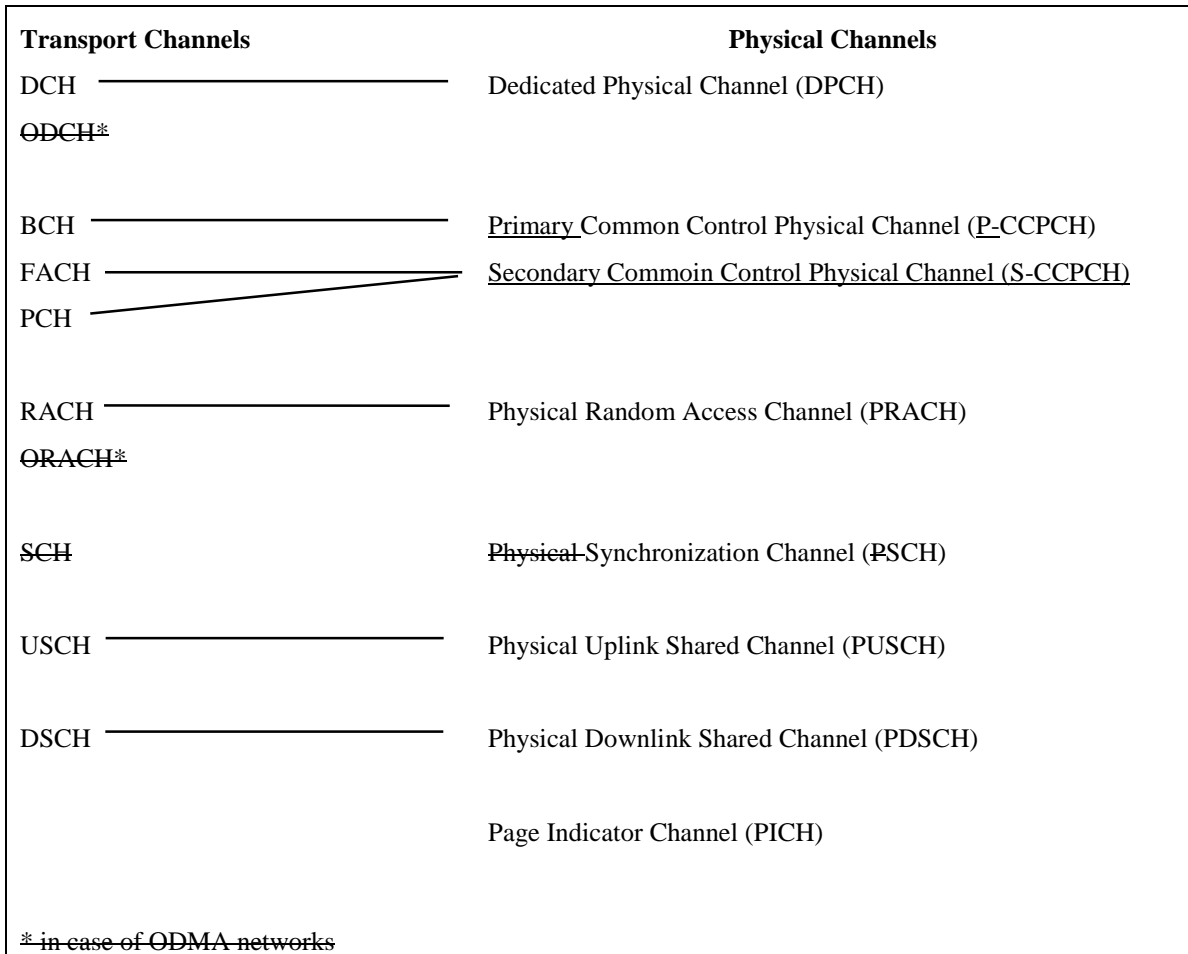 Transport Channels Physical Channels
DCH Dedicated Physical Channel (DPCH)
ODCH*
BCH Primary Common Control Physical Channel (P-CCPCH)
FACH Secondary Commoin Control Physical Channel (S-CCPCH)
PCH
RACH Physical Random Access Channel (PRACH)
ORACH*
SCH Physical Synchronization Channel (PSCH)
USCH Physical Uplink Shared Channel (PUSCH)
DSCH Physical Downlink Shared Channel (PDSCH)
Page Indicator Channel (PICH)
* in case of ODMA networks